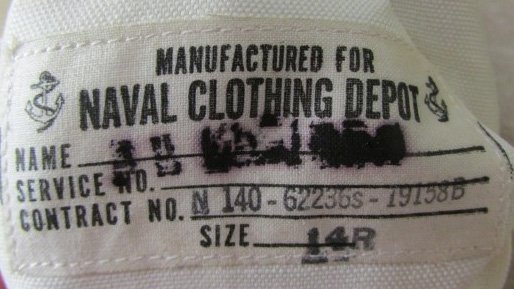 MANUFACTURED FOR
NAVAL CLOTHING DEPOT
NAME
SERVICE NO.
CONTRACT NO. N 140-62236s-19158B
SIZE 14R